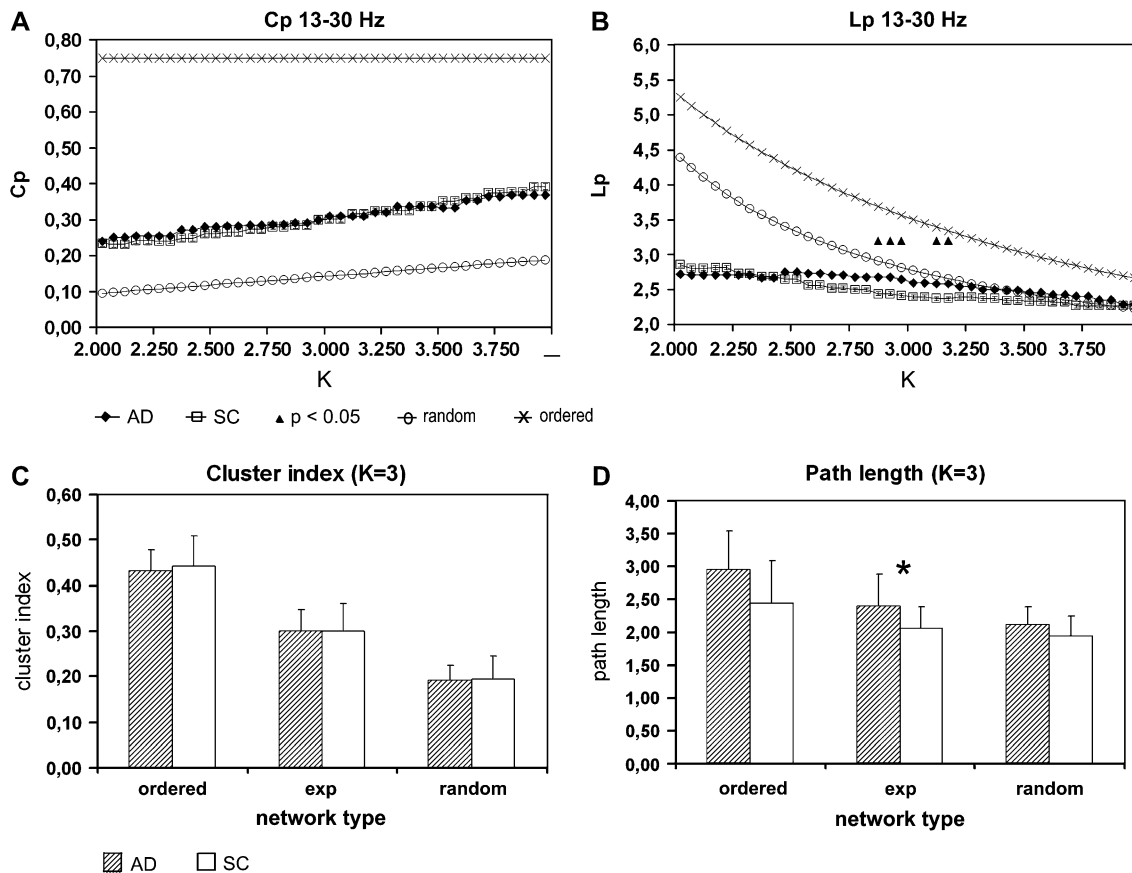 A
Cp 13-30 Hz
0,80
0,70
0,60
0,50
0,40
0,30
0,20
0,10
0,00
Cp
2.000 2.250 2.500 2.750 3.000 3.250 3.500 3.750
K
B
Lp 13-30 Hz
6,0
5,5
5,0
4,5
4,0
3,5
3,0
2,5
2,0
Lp
2.000 2.250 2.500 2.750 3.000 3.250 3.500 3.750
K
AD SC p < 0.05 random ordered
C
Cluster index (K=3)
0,60
0,50
0,40
0,30
0,20
0,10
0,00
cluster index
ordered exp random
network type
D
Path length (K=3)
4,00
3,50
3,00
2,50
2,00
1,50
1,00
0,50
0,00
path length
*
ordered exp random
network type
AD SC